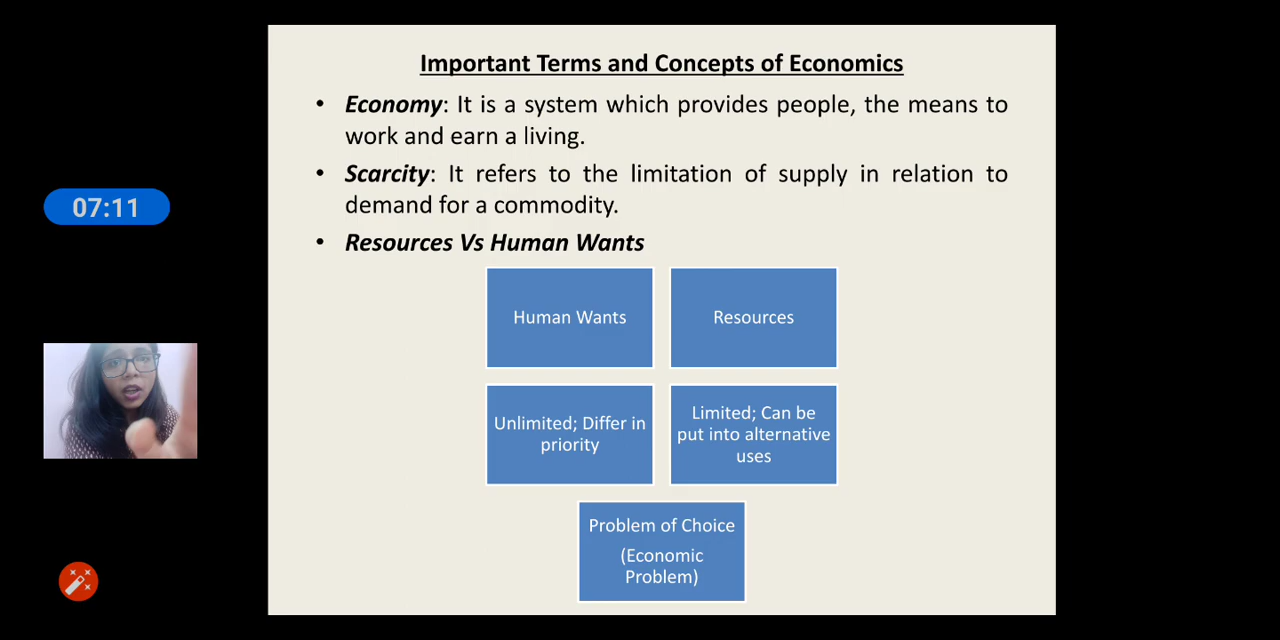 Important Terms and Concepts of Economics
• Economy: It is a system which provides people, the means to
work and earn a living.
• Scarcity: It refers to the limitation of supply in relation to
demand for a commodity.
• Resources Vs Human Wants
07:11
Human Wants
Resources
Unlimited; Differ in
priority
Limited; Can be
put into alternative
uses
Problem of Choice
(Economic
Problem)